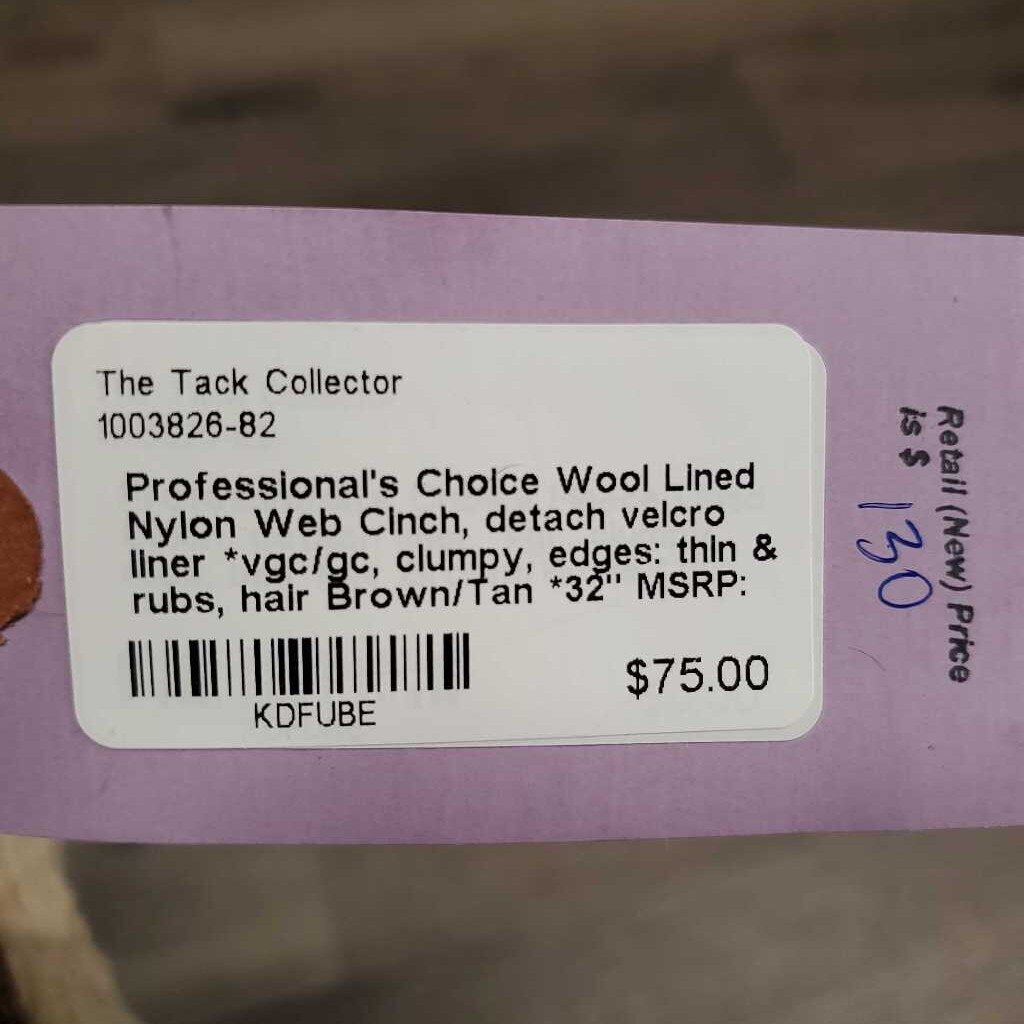 The Tack Collector
1003826-82
Professional's Choice Wool Lined
Nylon Web Cinch, detach velcro
liner *vgc/gc, clumpy, edges: thin &
rubs, hair Brown/Tan *32" MSRP:
$75.00
KDFUBE
Retail (New) Price
is $ 130